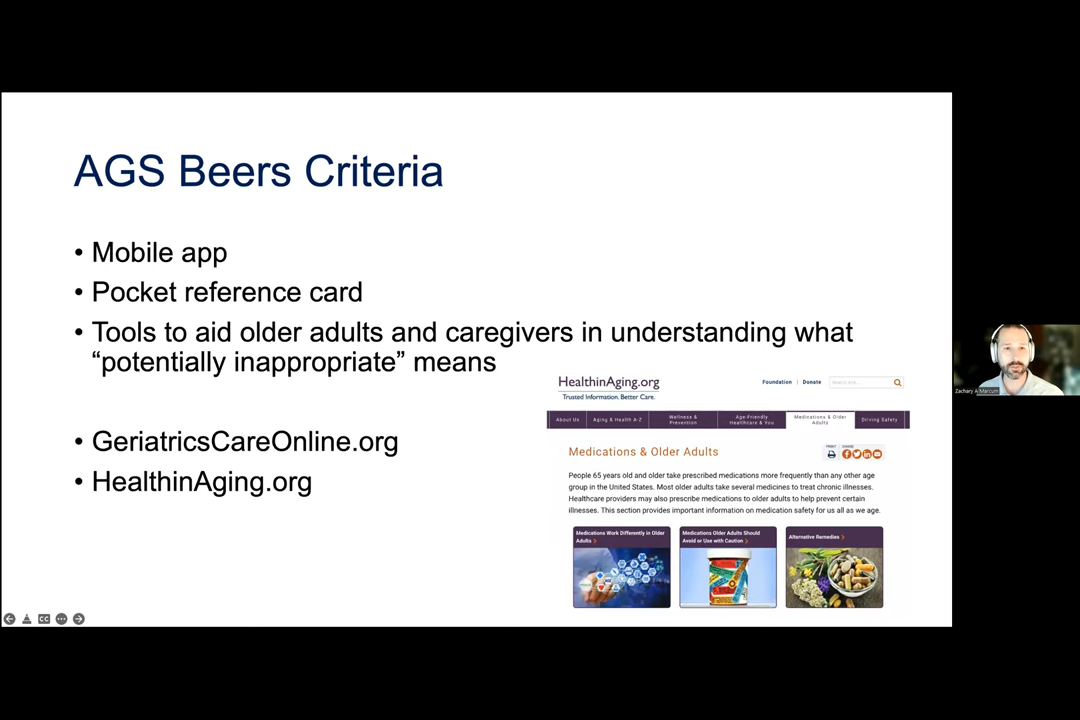 AGS Beers Criteria
• Mobile app
• Pocket reference card
• Tools to aid older adults and caregivers in understanding what
“potentially inappropriate” means
• GeriatricsCareOnline.org
• HealthinAging.org
HealthinAging.org
Trusted Information. Better Care.
Foundation | Donate
Search
About Us
Aging & Health A-Z
Wellness &
Prevention
Age-Friendly
Healthcare & You
Medications & Older
Adults
Driving Safety
Medications & Older Adults
PRINT
SHARE
People 65 years old and older take prescribed medications more frequently than any other age
group in the United States. Most older adults take several medicines to treat chronic illnesses.
Healthcare providers may also prescribe medications to older adults to help prevent certain
illnesses. This section provides important information on medication safety for us all as we age.
Medications Work Differently in Older
Adults
Medications Older Adults Should
Avoid or Use with Caution
Alternative Remedies
CC
Zachary A Marcum